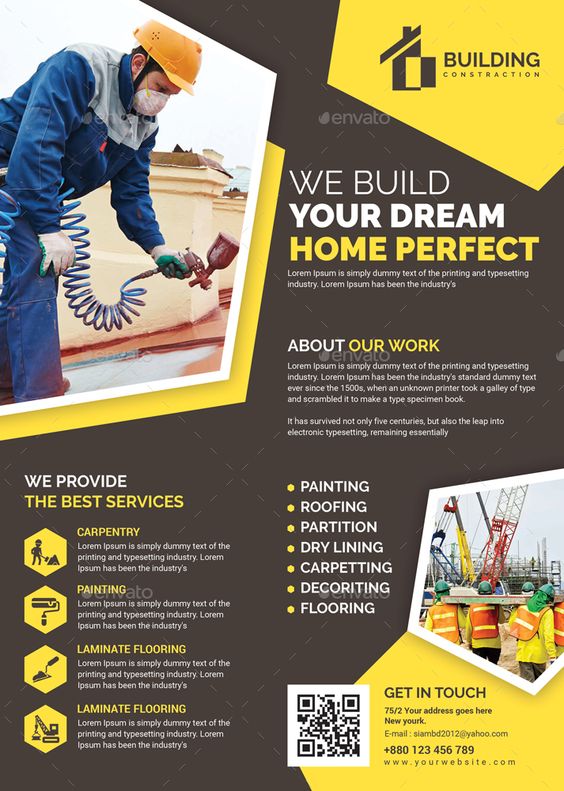 BUILDING
CONSTRACTION
WE BUILD
YOUR DREAM
HOME PERFECT
Lorem Ipsum is simply dummy text of the printing and typesetting
industry. Lorem Ipsum has been the industry's
ABOUT OUR WORK
Lorem Ipsum is simply dummy text of the printing and typesetting
industry. Lorem Ipsum has been the industry's standard dummy text
ever since the 1500s, when an unknown printer took a galley of type
and scrambled it to make a type specimen book.
It has survived not only five centuries, but also the leap into
electronic typesetting, remaining essentially
WE PROVIDE
THE BEST SERVICES
CARPENTRY
Lorem Ipsum is simply dummy text of the
printing and typesetting industry. Lorem
Ipsum has been the industry's
PAINTING
Lorem Ipsum is simply dummy text of the
printing and typesetting industry. Lorem
Ipsum has been the industry's
LAMINATE FLOORING
Lorem Ipsum is simply dummy text of the
printing and typesetting industry. Lorem
Ipsum has been the industry's
LAMINATE FLOORING
Lorem Ipsum is simply dummy text of the
printing and typesetting industry. Lorem
Ipsum has been the industry's
PAINTING
ROOFING
PARTITION
DRY LINING
CARPETTING
DECORITING
FLOORING
GET IN TOUCH
75/2 Your address goes here
New yourk.
E-mail : siambd2012@yahoo.com
+880 123 456 789
www.yourwebsite.com
envato
envato
envato
envato
envato
envato